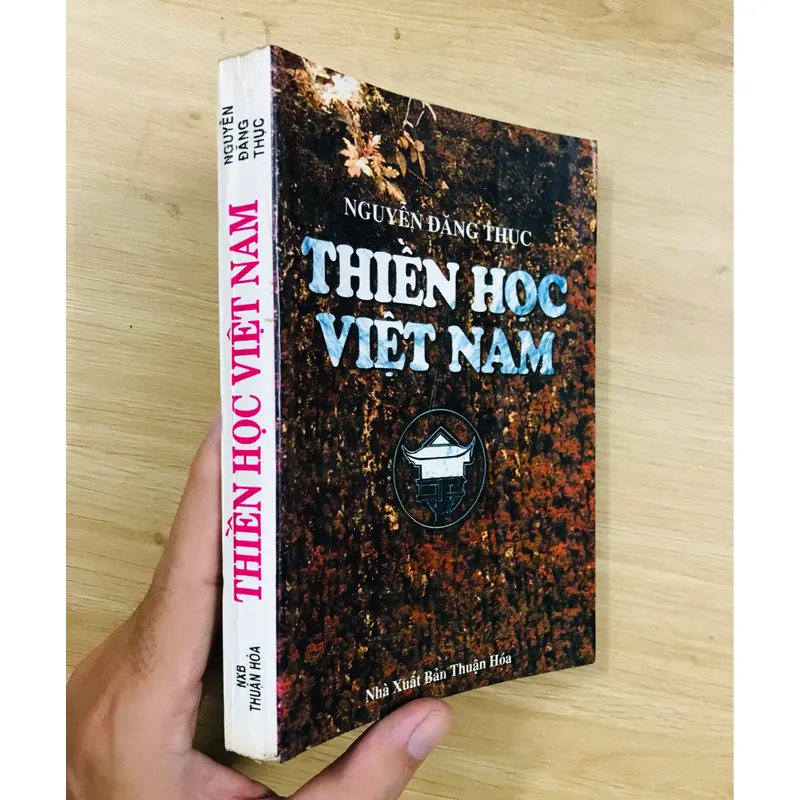 NGUYỄN
ĐĂNG
THỤC
THIỀN HỌC VIỆT NAM
NXB
THUẬN HÓA
NGUYỄN ĐĂNG THỤC
THIỀN HỌC
VIỆT NAM
Nhà Xuất Bản Thuận Hóa